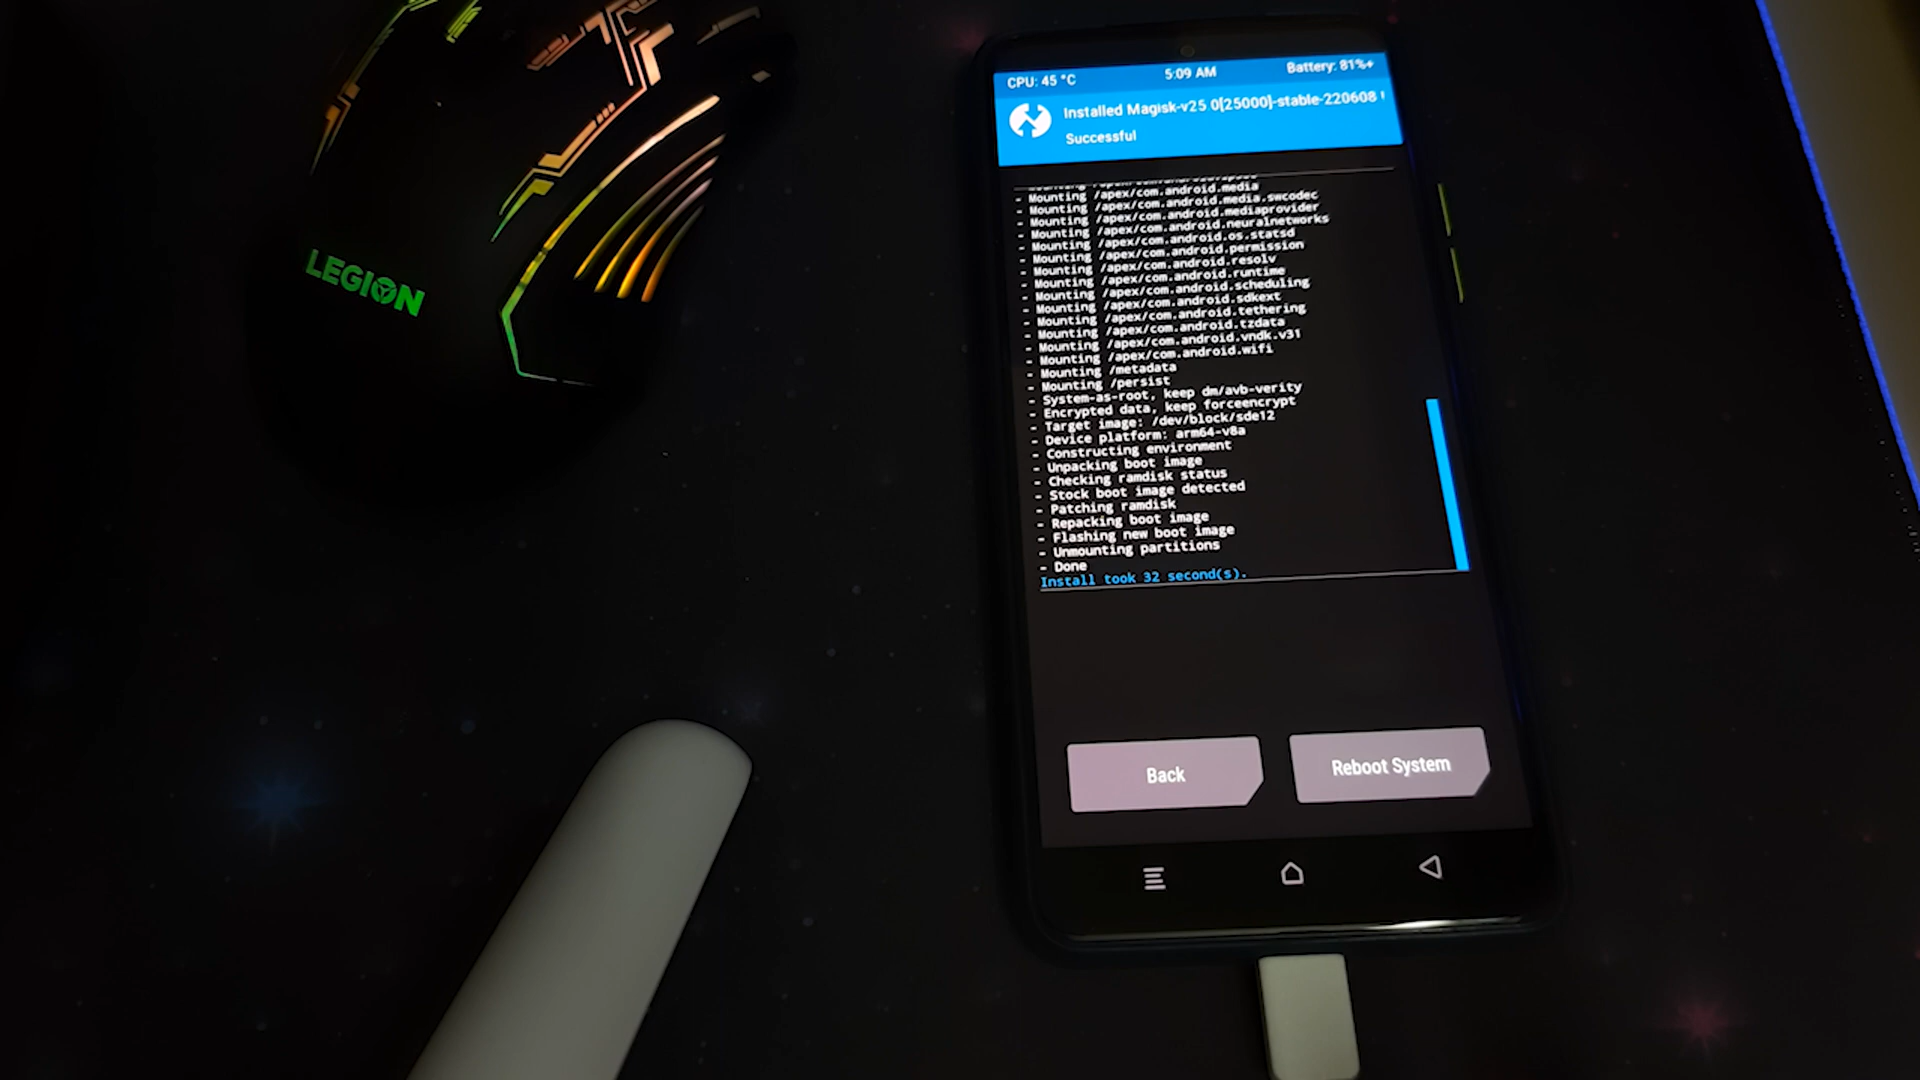 LEGION
CPU: 45 °C
5:09 AM
Battery: 81%+
Installed Magisk-v25 0[25000]-stable-220608
Successful
- Mounting /apex/com.android.media
- Mounting /apex/com.android.media.swcodec
- Mounting /apex/com.android.mediaprovider
- Mounting /apex/com.android.neuralnetworks
- Mounting /apex/com.android.os.statsd
- Mounting /apex/com.android.permission
- Mounting /apex/com.android.resolv
- Mounting /apex/com.android.runtime
- Mounting /apex/com.android.scheduling
- Mounting /apex/com.android.sdkext
- Mounting /apex/com.android.tethering
- Mounting /apex/com.android.tzdata
- Mounting /apex/com.android.vndk.v31
- Mounting /apex/com.android.wifi
- Mounting /metadata
- Mounting /persist
- System-as-root, keep dm/avb-verity
- Encrypted data, keep forceencrypt
- Target image: /dev/block/sde12
- Device platform: arm64-v8a
- Constructing environment
- Unpacking boot image
- Checking ramdisk status
- Stock boot image detected
- Patching ramdisk
- Repacking boot image
- Flashing new boot image
- Unmounting partitions
- Done
Install took 32 second(s).
Back
Reboot System